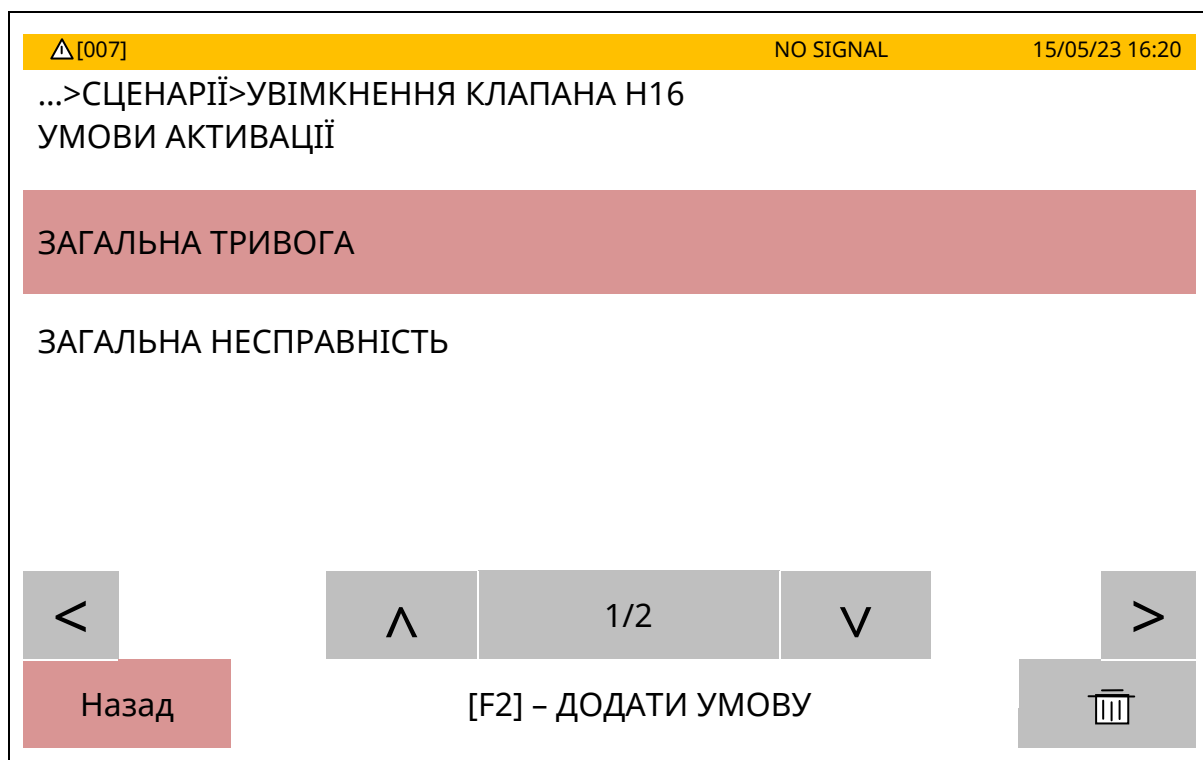 ⚠[007] NO SIGNAL 15/05/23 16:20
...>СЦЕНАРІЇ>УВІМКНЕННЯ КЛАПАНА Н16
УМОВИ АКТИВАЦІЇ
ЗАГАЛЬНА ТРИВОГА
ЗАГАЛЬНА НЕСПРАВНІСТЬ
< ᐱ 1/2 ᐯ >
Назад [F2] – ДОДАТИ УМОВУ